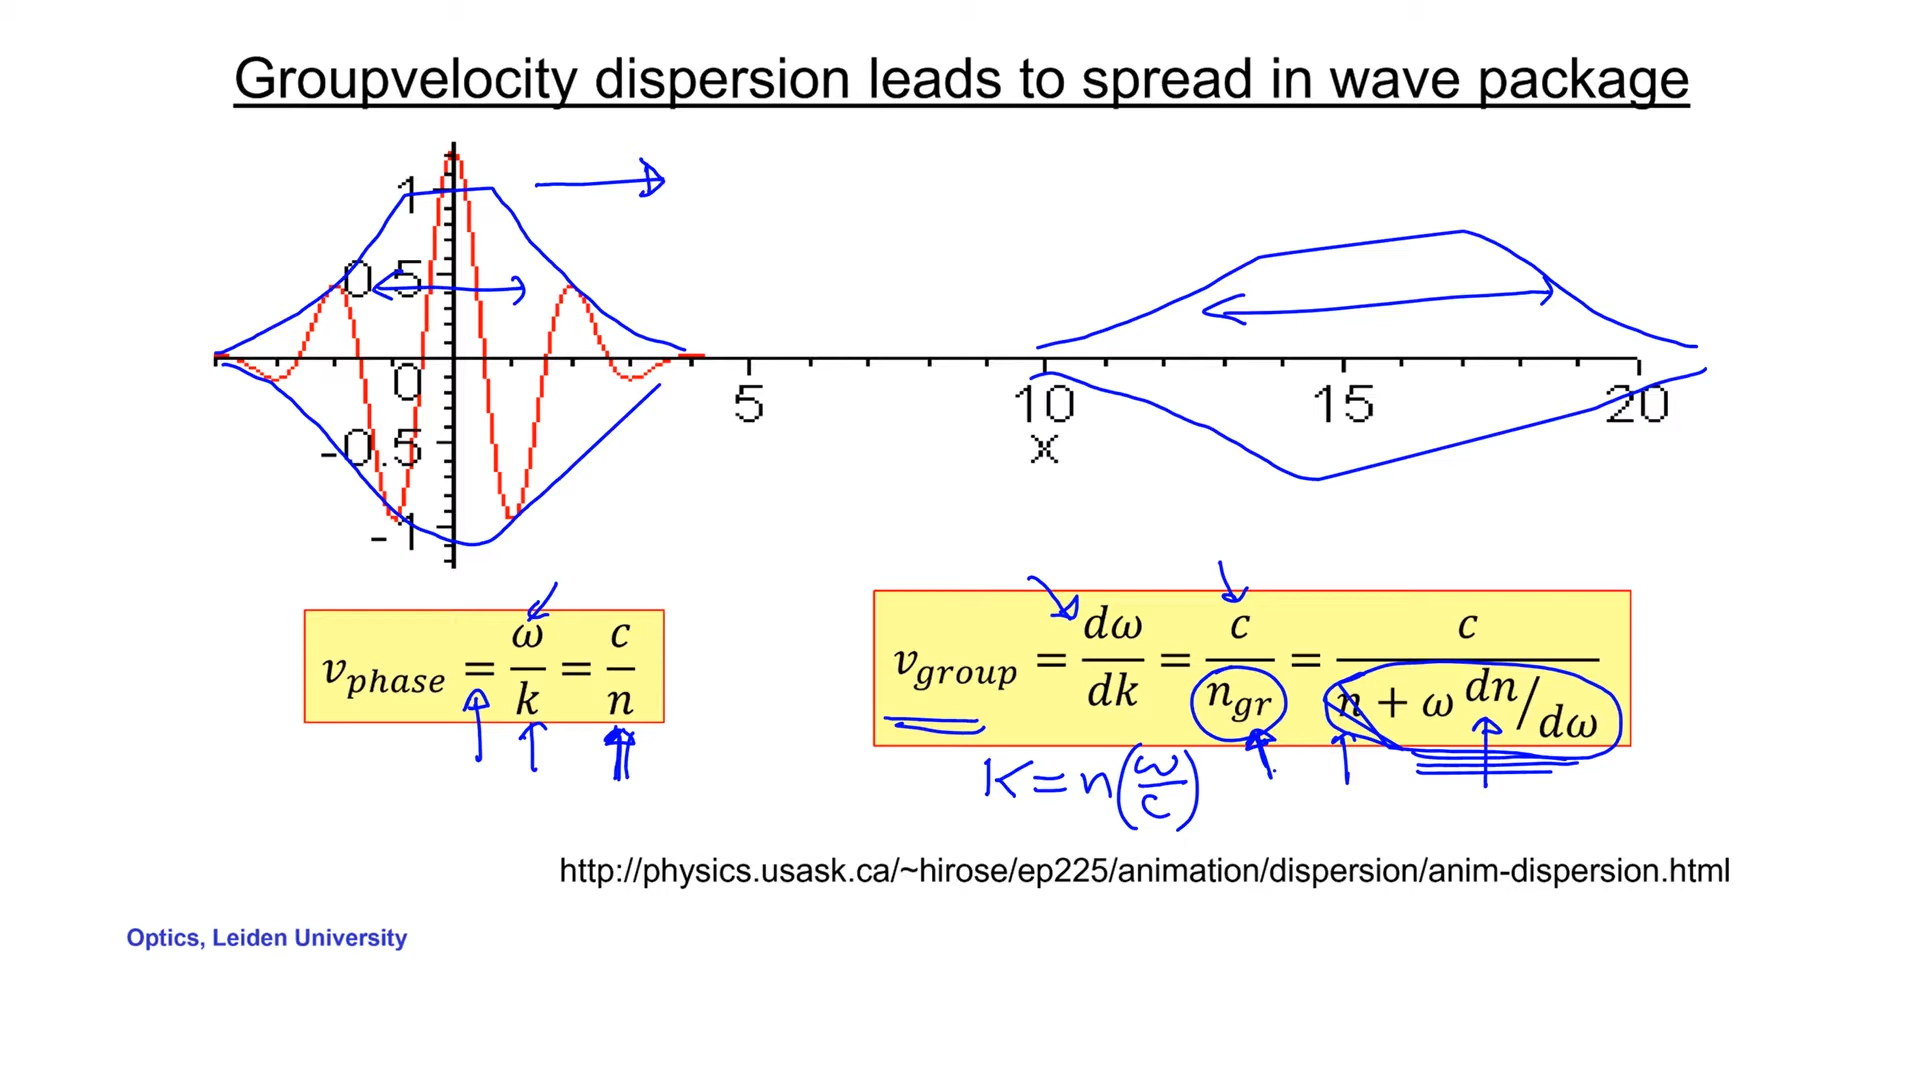 Groupvelocity dispersion leads to spread in wave package
1
0.5
0
-0.5
-1
5
10
15
20
x
v_phase = ω/k = c/n
v_group = dω/dk = c/n_gr = c/(n + ω dn/dω)
K = n(ω/c)
http://physics.usask.ca/~hirose/ep225/animation/dispersion/anim-dispersion.html
Optics, Leiden University